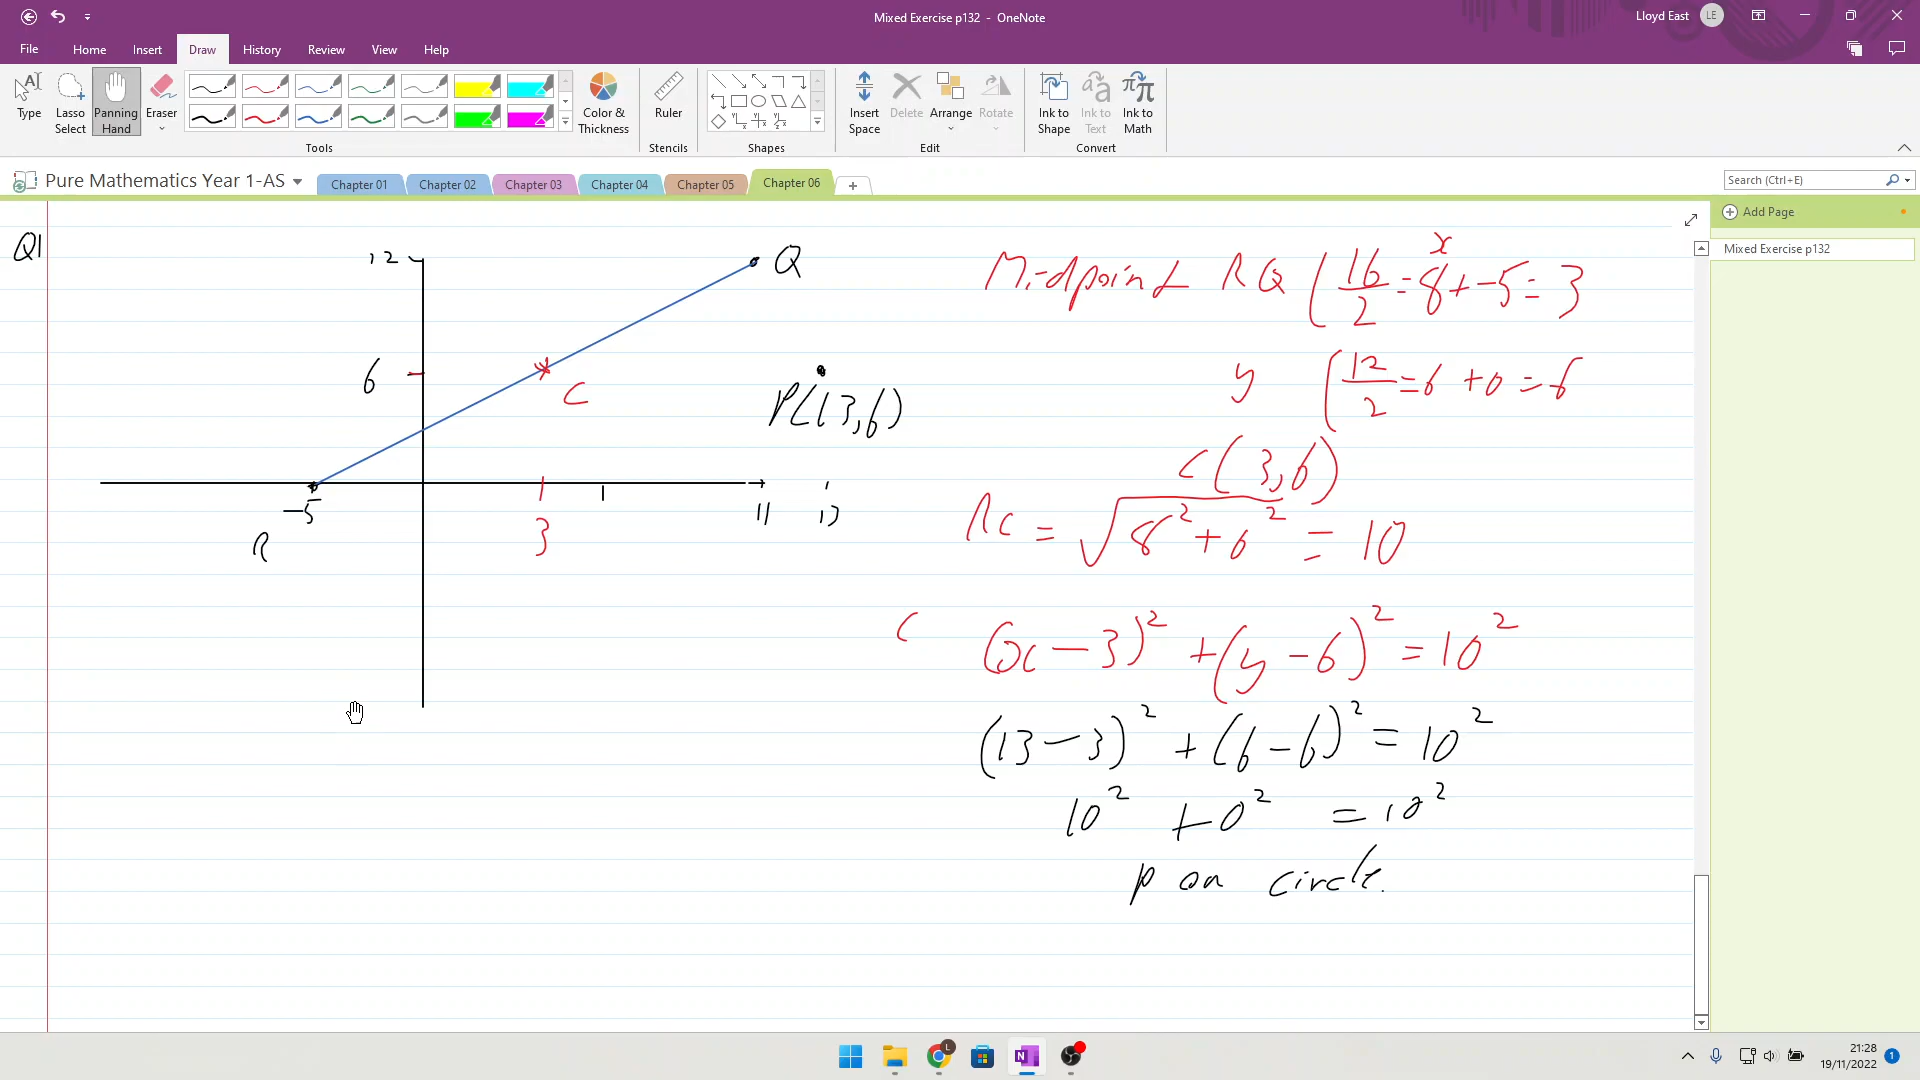 Mixed Exercise p132 - OneNote
Lloyd East LE
File Home Insert Draw History Review View Help
Type Lasso Select Panning Hand Eraser Color & Thickness Ruler Insert Space Delete Arrange Rotate Ink to Shape Ink to Text Ink to Math
Tools Stencils Shapes Edit Convert
Pure Mathematics Year 1-AS Chapter 01 Chapter 02 Chapter 03 Chapter 04 Chapter 05 Chapter 06 Search (Ctrl+E)
Add Page
Mixed Exercise p132
Q1
12
Q
6
C
P(13,6)
-5
R
3
11
13
Midpoint RQ (16/2 = 8 + -5 = 3
x
y (12/2 = 6 + 0 = 6
C(3,6)
RC = √8² + 6² = 10
C (x - 3)² + (y - 6)² = 10²
(13 - 3)² + (6 - 6)² = 10²
10² + 0² = 10²
P on circle.
21:28
19/11/2022
1